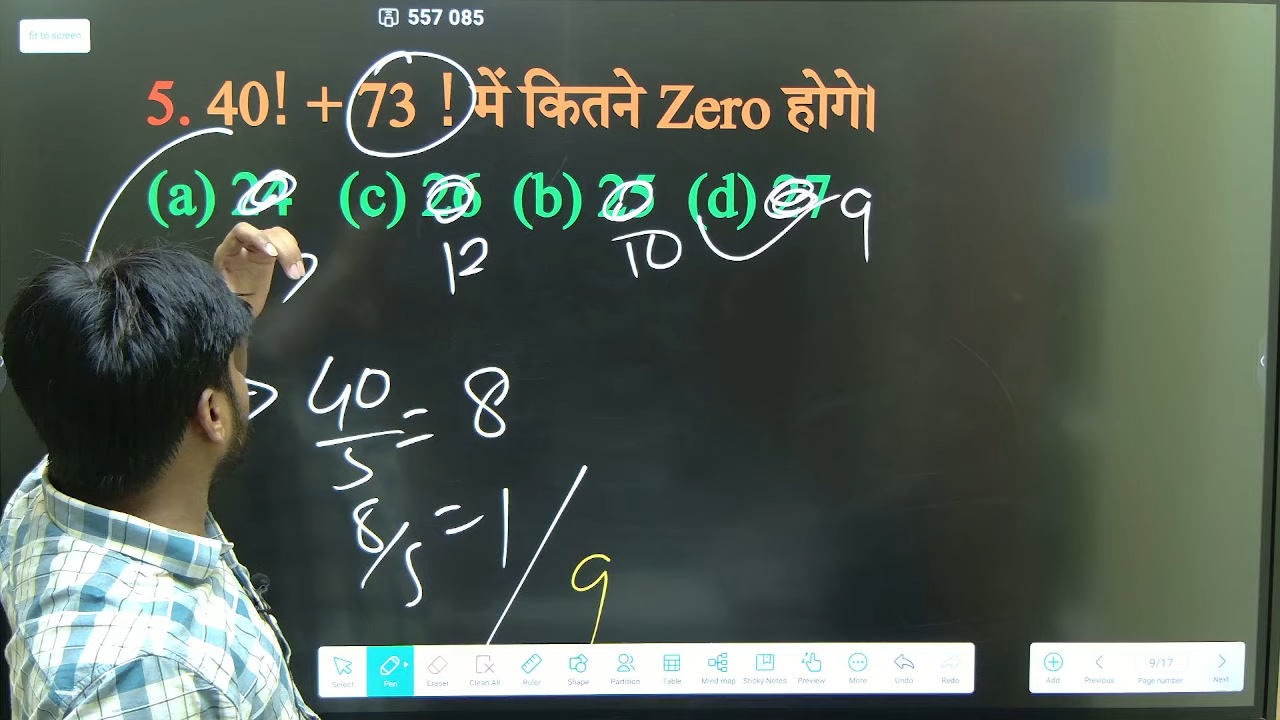 557 085
fit to screen
5. 40! + 73 ! में कितने Zero होगे।
(a) 24 (c) 26 (b) 25 (d) 27 9
12 10
40/5 = 8
8/5 = 1
9
Select Pen Eraser Clean All Ruler Shape Partition Table Mind map Sticky Notes Preview More Undo Redo
Add Previous 9/17 Page number Next